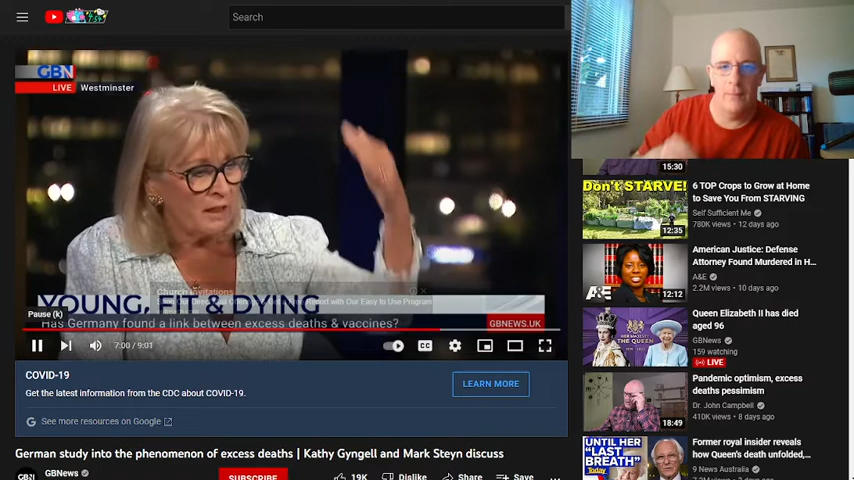 Search
GBN
LIVE Westminster
Church Invitations
YOUNG, FIT & DYING
Pause (k)
Has Germany found a link between excess deaths & vaccines?
GBNEWS.UK
7:00 / 9:01
CC
COVID-19
Get the latest information from the CDC about COVID-19.
LEARN MORE
See more resources on Google
German study into the phenomenon of excess deaths | Kathy Gyngell and Mark Steyn discuss
GBN
GBNews
SUBSCRIBE
19K
Dislike
Share
Save
15:30
Don't STARVE!
12:35
6 TOP Crops to Grow at Home
to Save You From STARVING
Self Sufficient Me
780K views • 12 days ago
A&E
12:12
American Justice: Defense
Attorney Found Murdered in H...
A&E
2.2M views • 10 days ago
Queen Elizabeth II has died
aged 96
GBNews
159 watching
LIVE
18:49
Pandemic optimism, excess
deaths pessimism
Dr. John Campbell
410K views • 8 days ago
UNTIL HER
"LAST
BREATH"
Today
Former royal insider reveals
how Queen's death unfolded,...
9 News Australia